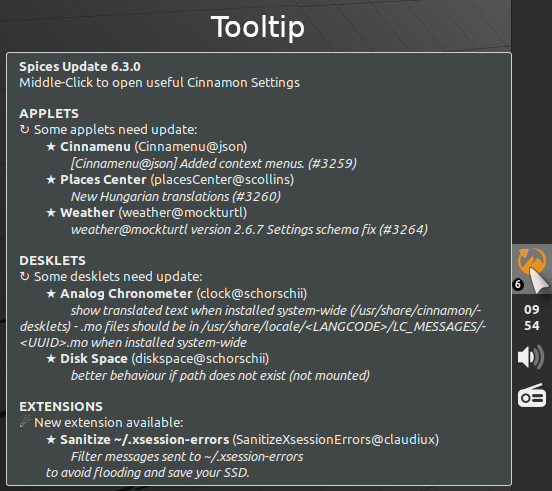 Tooltip
Spices Update 6.3.0
Middle-Click to open useful Cinnamon Settings
APPLETS
↻ Some applets need update:
★ Cinnamenu (Cinnamenu@json)
[Cinnamenu@json] Added context menus. (#3259)
★ Places Center (placesCenter@scollins)
New Hungarian translations (#3260)
★ Weather (weather@mockturtl)
weather@mockturtl version 2.6.7 Settings schema fix (#3264)
DESKLETS
↻ Some desklets need update:
★ Analog Chronometer (clock@schorschii)
show translated text when installed system-wide (/usr/share/cinnamon/-
desklets) - .mo files should be in /usr/share/locale/<LANGCODE>/LC_MESSAGES/-
<UUID>.mo when installed system-wide
★ Disk Space (diskspace@schorschii)
better behaviour if path does not exist (not mounted)
EXTENSIONS
☄ New extension available:
★ Sanitize ~/.xsession-errors (SanitizeXsessionErrors@claudiux)
Filter messages sent to ~/.xsession-errors
to avoid flooding and save your SSD.
6
09
54